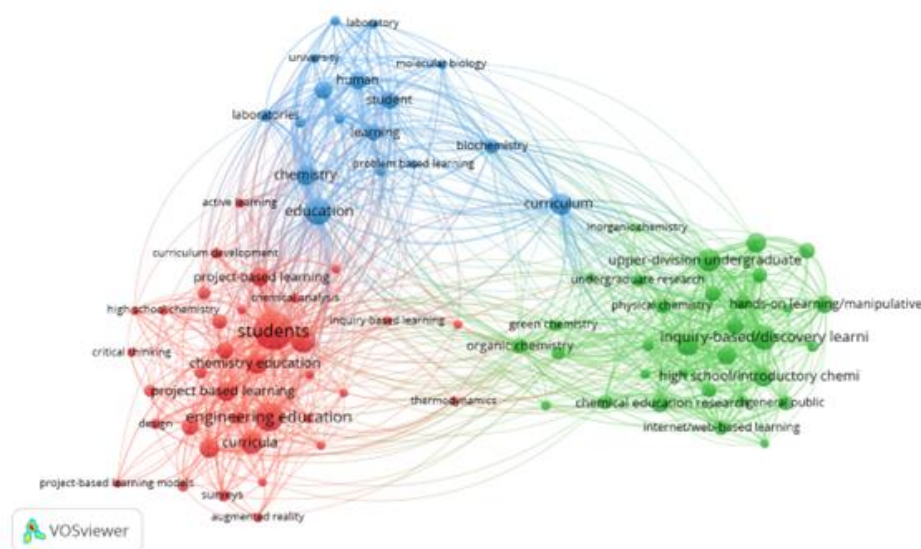 laboratory
university
molecular biology
human
student
laboratories
learning
biochemistry
problem based learning
chemistry
active learning
education
curriculum
inorganic chemistry
curriculum development
upper-division undergraduate
project-based learning
undergraduate research
chemical analysis
high school chemistry
physical chemistry
hands-on learning/manipulative
inquiry-based learning
green chemistry
students
inquiry-based/discovery learni
organic chemistry
critical thinking
chemistry education
high school/introductory chemi
project based learning
thermodynamics
chemical education research
general public
engineering education
design
internet/web-based learning
curricula
project-based learning models
surveys
augmented reality
VOSviewer